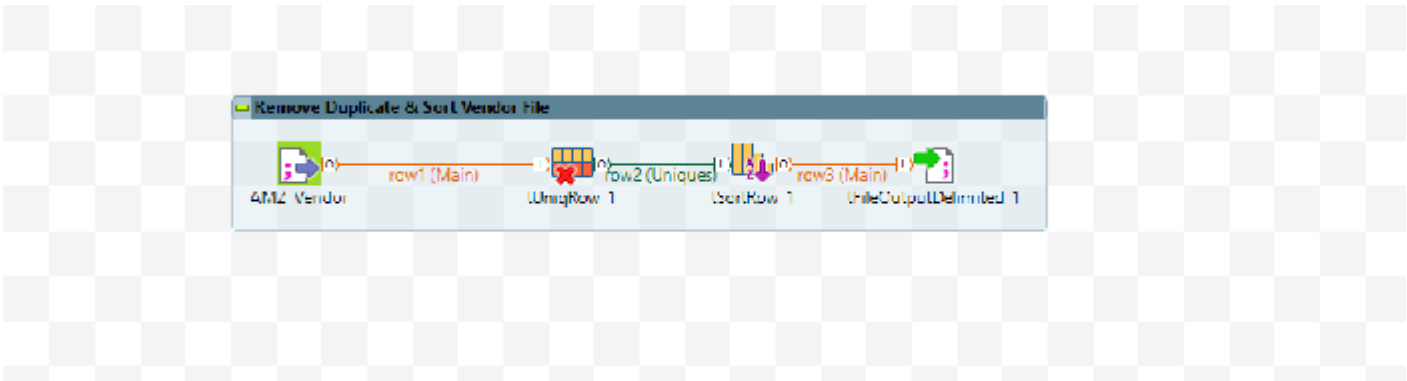 Remove Duplicate & Sort Vendor File
row1 (Main)
row2 (Uniques)
row3 (Main)
AMZ_Vendor
tUniqRow_1
tSortRow_1
tFileOutputDelimited_1